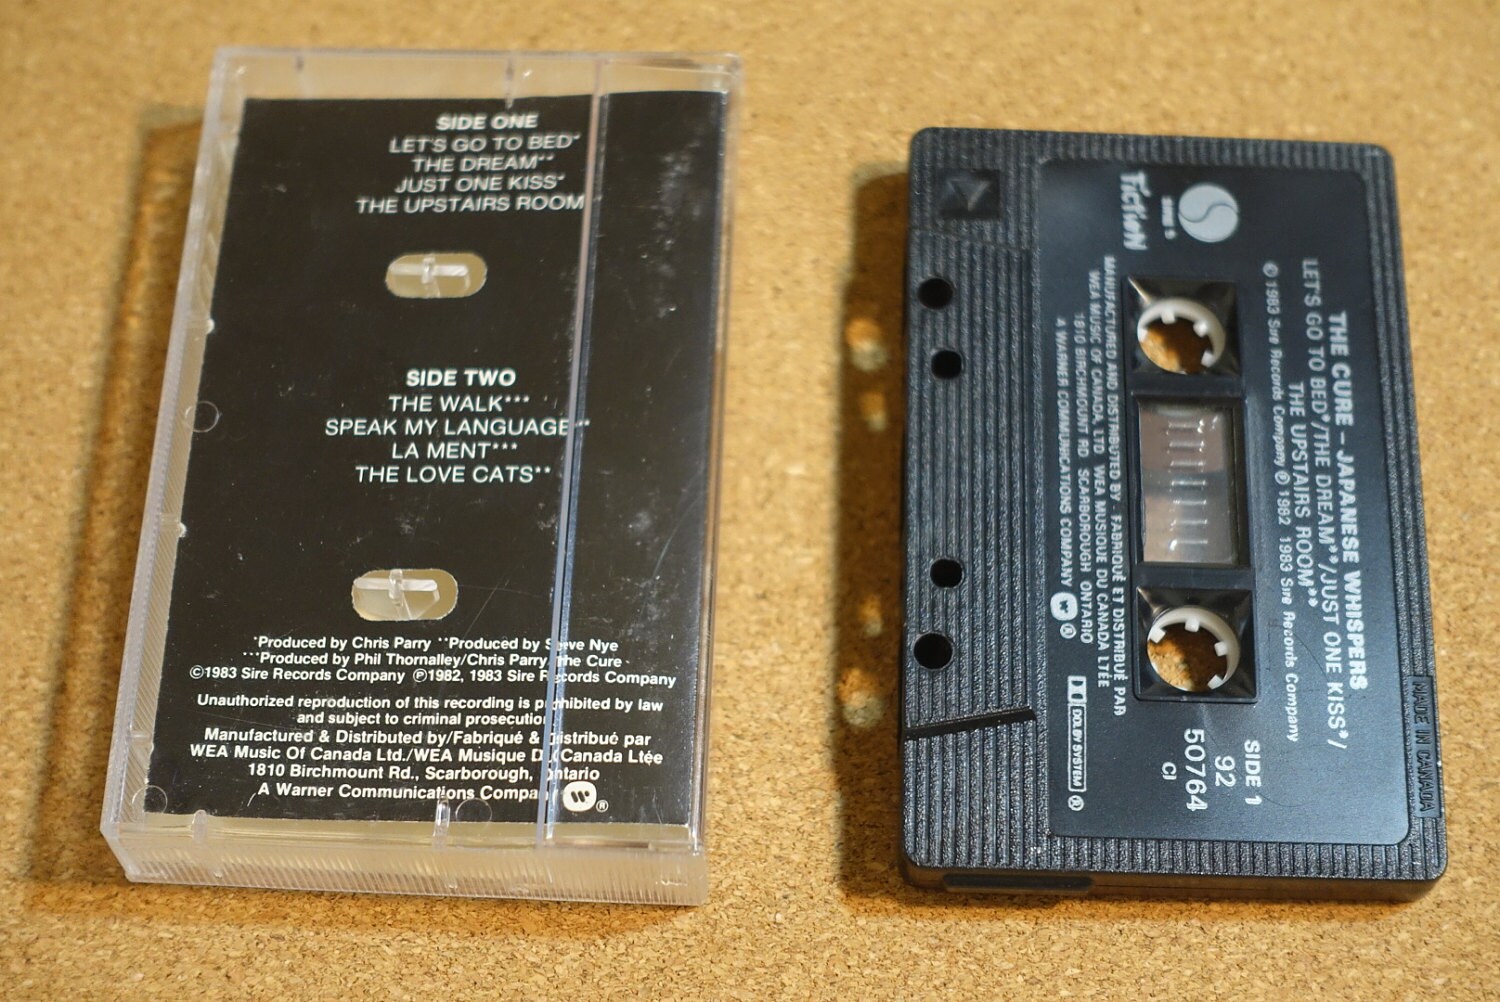 SIDE ONE
LET'S GO TO BED*
THE DREAM**
JUST ONE KISS*
THE UPSTAIRS ROOM
SIDE TWO
THE WALK***
SPEAK MY LANGUAGE**
LA MENT***
THE LOVE CATS**
*Produced by Chris Parry **Produced by Steve Nye
***Produced by Phil Thornalley/Chris Parry/The Cure
©1983 Sire Records Company ℗1982, 1983 Sire Records Company
Unauthorized reproduction of this recording is prohibited by law
and subject to criminal prosecution
Manufactured & Distributed by/Fabriqué & Distribué par
WEA Music Of Canada Ltd./WEA Musique Du Canada Ltée
1810 Birchmount Rd., Scarborough, Ontario
A Warner Communications Company ®
THE CURE – JAPANESE WHISPERS
LET'S GO TO BED*/THE DREAM**/JUST ONE KISS*/
THE UPSTAIRS ROOM**
© 1983 Sire Records Company ℗ 1982 1983 Sire Records Company
SIDE 1
92
50764
CJ
Fiction
MANUFACTURED AND DISTRIBUTED BY - FABRIQUÉ ET DISTRIBUÉ PAR
WEA MUSIC OF CANADA, LTD WEA MUSIQUE DU CANADA LTÉE
1810 BIRCHMOUNT RD SCARBOROUGH ONTARIO
A WARNER COMMUNICATIONS COMPANY ®
DOLBY SYSTEM ®
MADE IN CANADA